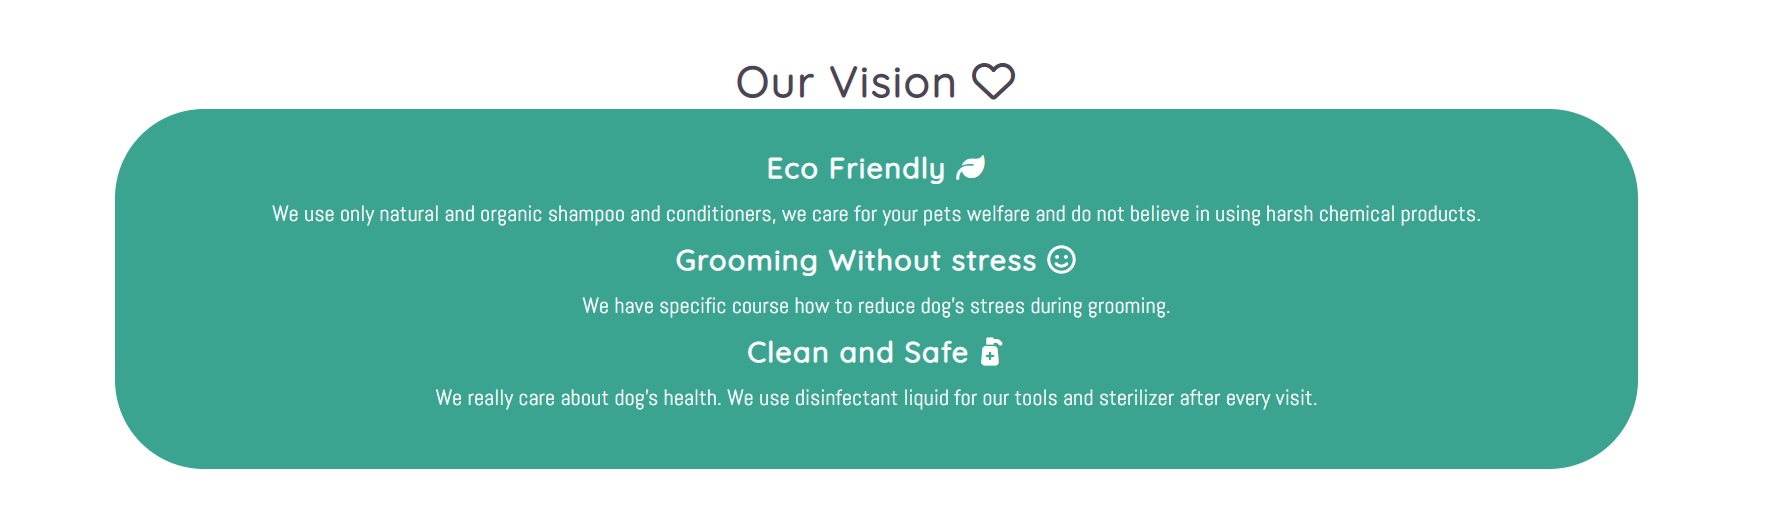 Our Vision
Eco Friendly
We use only natural and organic shampoo and conditioners, we care for your pets welfare and do not believe in using harsh chemical products.
Grooming Without stress
We have specific course how to reduce dog's strees during grooming.
Clean and Safe
We really care about dog's health. We use disinfectant liquid for our tools and sterilizer after every visit.